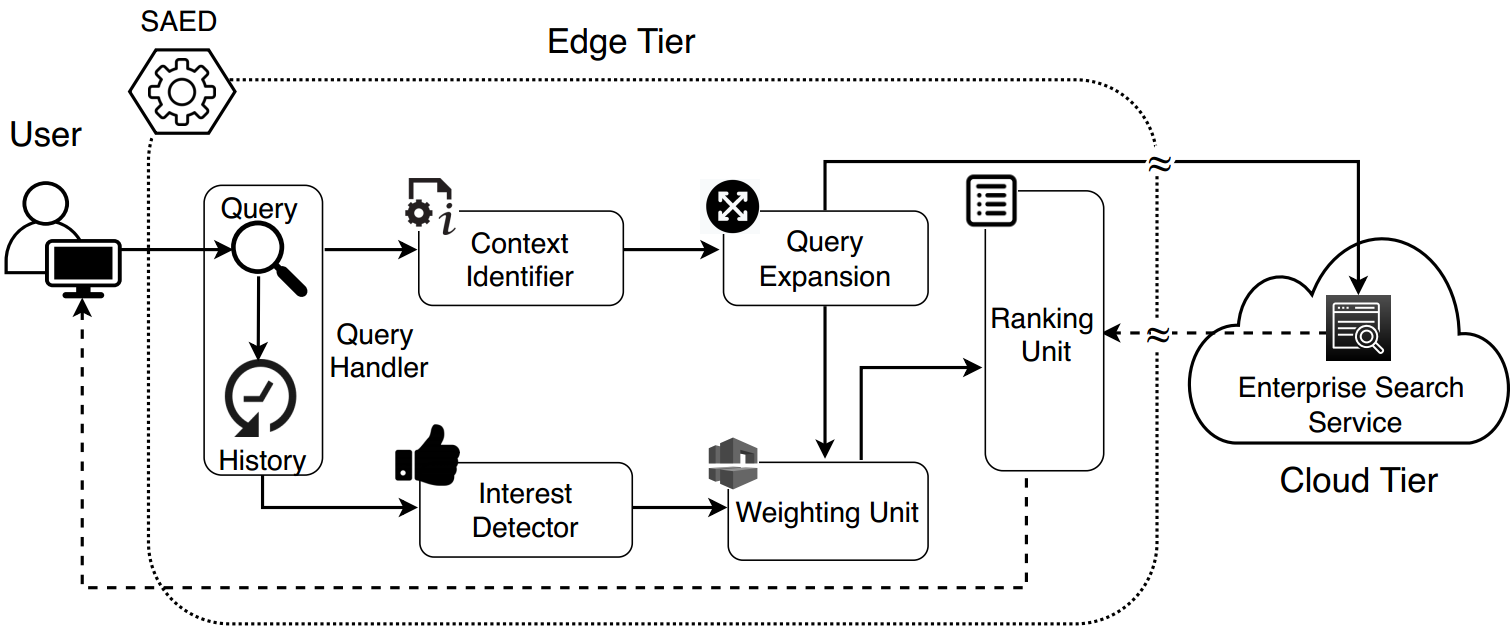 SAED
Edge Tier
User
Query
Context
Identifier
Query
Expansion
Ranking
Unit
Query
Handler
Enterprise Search
Service
History
Interest
Detector
Weighting Unit
Cloud Tier